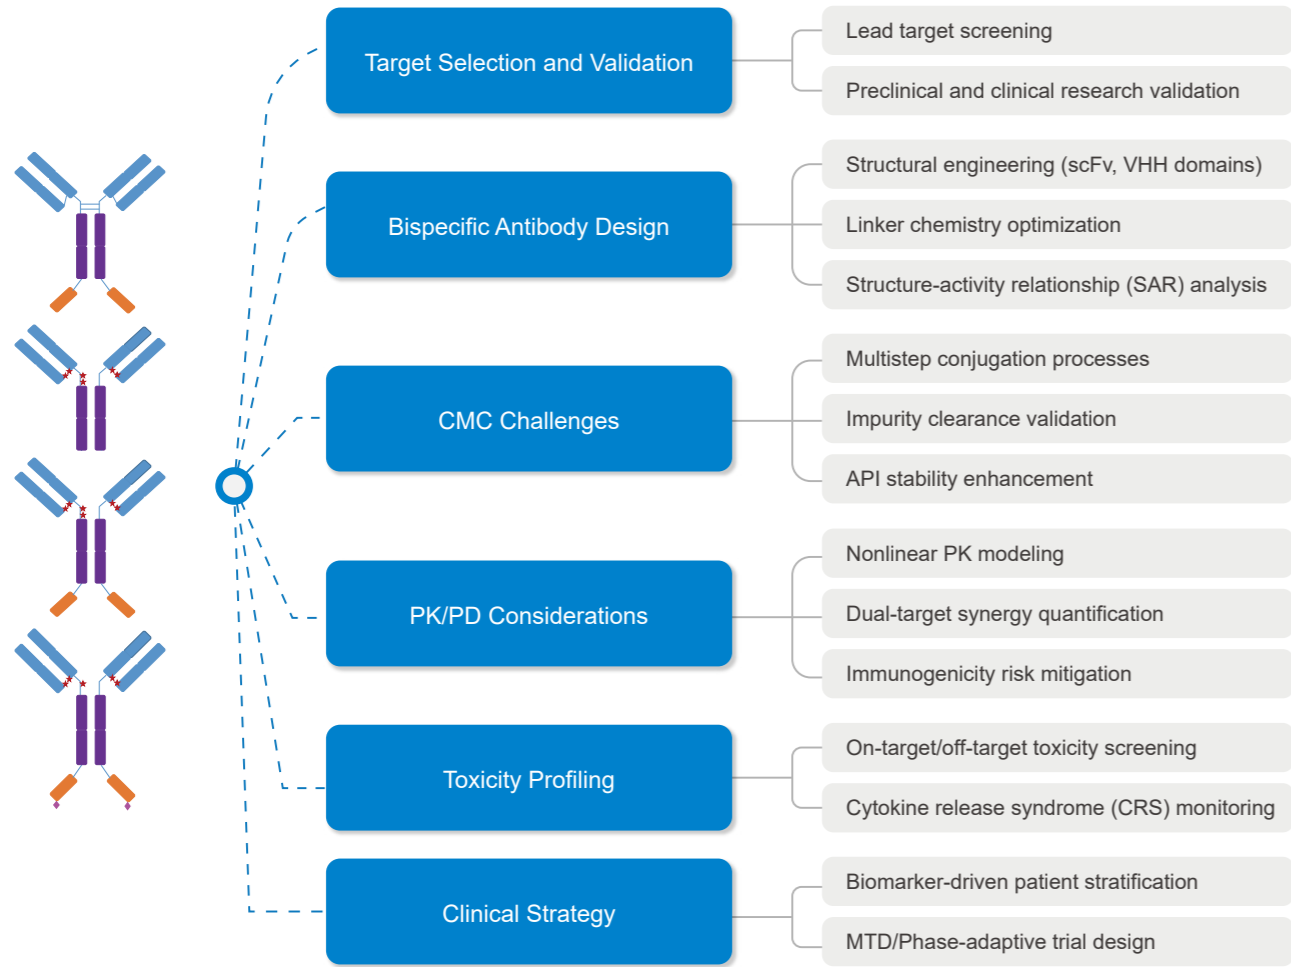 Target Selection and Validation
Lead target screening
Preclinical and clinical research validation
Bispecific Antibody Design
Structural engineering (scFv, VHH domains)
Linker chemistry optimization
Structure-activity relationship (SAR) analysis
CMC Challenges
Multistep conjugation processes
Impurity clearance validation
API stability enhancement
PK/PD Considerations
Nonlinear PK modeling
Dual-target synergy quantification
Immunogenicity risk mitigation
Toxicity Profiling
On-target/off-target toxicity screening
Cytokine release syndrome (CRS) monitoring
Clinical Strategy
Biomarker-driven patient stratification
MTD/Phase-adaptive trial design